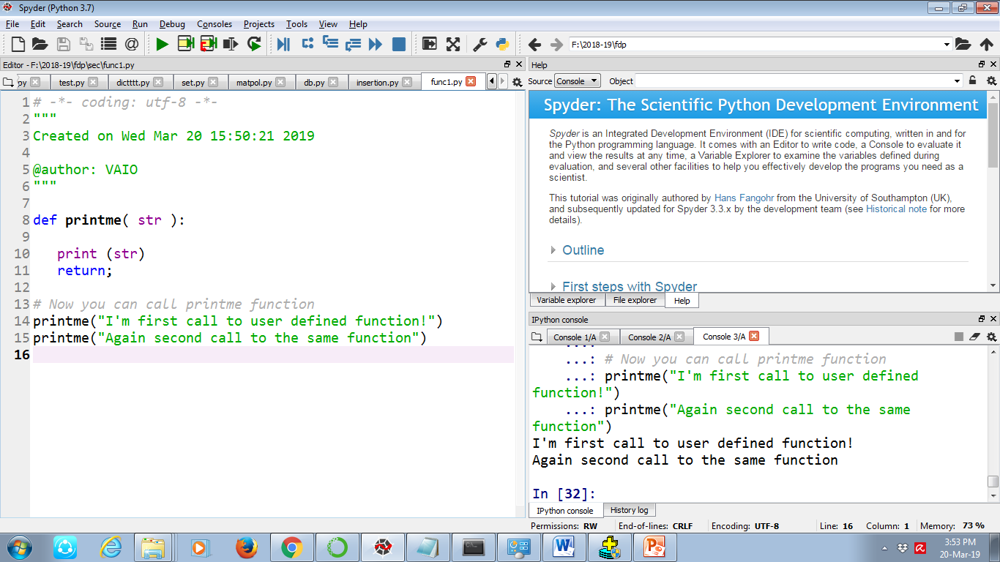 Spyder (Python 3.7)
File Edit Search Source Run Debug Consoles Projects Tools View Help
F:\2018-19\fdp
Editor - F:\2018-19\fdp\sec\func1.py
py test.py dictttt.py set.py matpol.py db.py insertion.py func1.py
1 # -*- coding: utf-8 -*-
2 """
3 Created on Wed Mar 20 15:50:21 2019
4
5 @author: VAIO
6 """
7
8 def printme( str ):
9
10 print (str)
11 return;
12
13 # Now you can call printme function
14 printme("I'm first call to user defined function!")
15 printme("Again second call to the same function")
16
Help
Source Console Object
Spyder: The Scientific Python Development Environment
Spyder is an Integrated Development Environment (IDE) for scientific computing, written in and for
the Python programming language. It comes with an Editor to write code, a Console to evaluate it
and view the results at any time, a Variable Explorer to examine the variables defined during
evaluation, and several other facilities to help you effectively develop the programs you need as a
scientist.
This tutorial was originally authored by Hans Fangohr from the University of Southampton (UK),
and subsequently updated for Spyder 3.3.x by the development team (see Historical note for more
details).
Outline
First steps with Spyder
Variable explorer File explorer Help
IPython console
Console 1/A Console 2/A Console 3/A
...: # Now you can call printme function
...: printme("I'm first call to user defined
function!")
...: printme("Again second call to the same
function")
I'm first call to user defined function!
Again second call to the same function
In [32]:
IPython console History log
Permissions: RW End-of-lines: CRLF Encoding: UTF-8 Line: 16 Column: 1 Memory: 73 %
3:53 PM
20-Mar-19